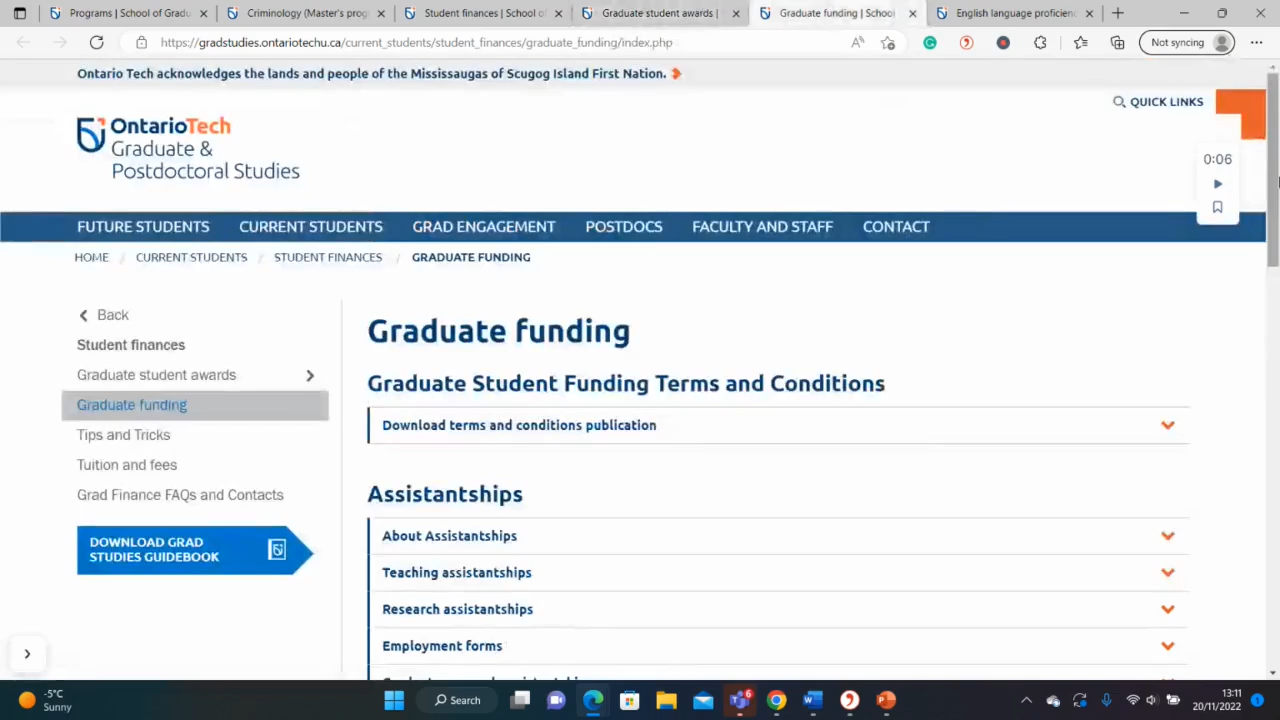 Programs | School of Gradu
Criminology (Master's prog
Student finances | School of
Graduate student awards |
Graduate funding | School
English language proficienc
https://gradstudies.ontariotechu.ca/current_students/student_finances/graduate_funding/index.php
Not syncing
Ontario Tech acknowledges the lands and people of the Mississaugas of Scugog Island First Nation.
QUICK LINKS
OntarioTech
Graduate &
Postdoctoral Studies
0:06
FUTURE STUDENTS
CURRENT STUDENTS
GRAD ENGAGEMENT
POSTDOCS
FACULTY AND STAFF
CONTACT
HOME / CURRENT STUDENTS / STUDENT FINANCES / GRADUATE FUNDING
Back
Student finances
Graduate student awards
Graduate funding
Tips and Tricks
Tuition and fees
Grad Finance FAQs and Contacts
DOWNLOAD GRAD
STUDIES GUIDEBOOK
Graduate funding
Graduate Student Funding Terms and Conditions
Download terms and conditions publication
Assistantships
About Assistantships
Teaching assistantships
Research assistantships
Employment forms
-5°C
Sunny
Search
6
13:11
20/11/2022
1